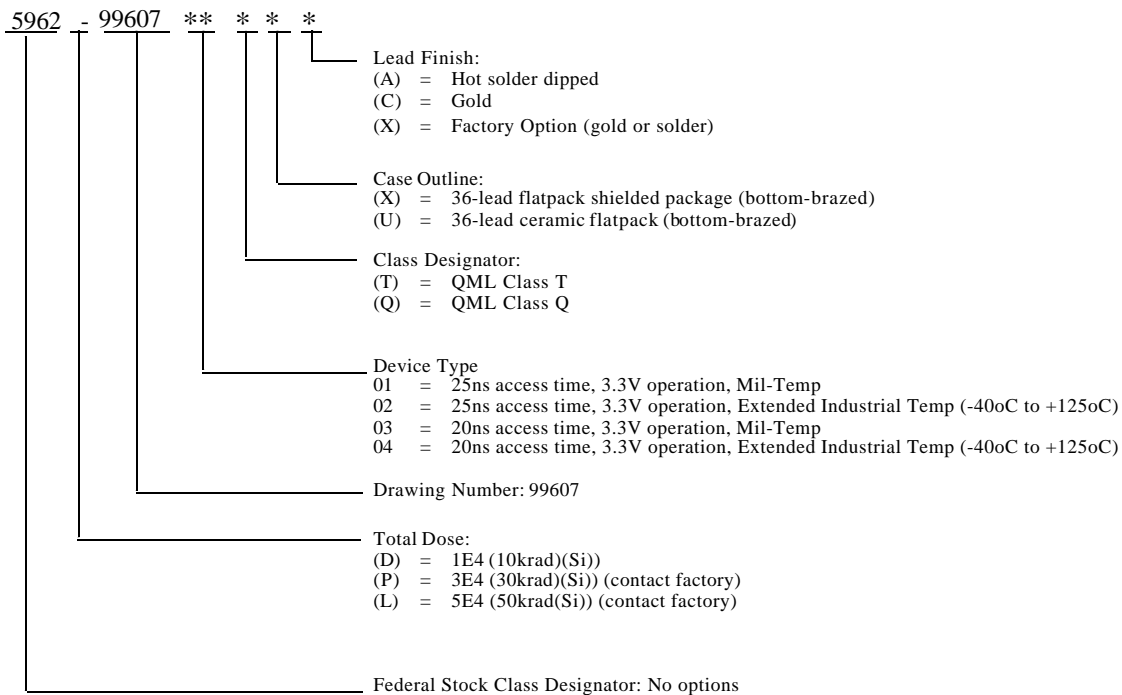 5962 - 99607 ** * * *
Lead Finish:
(A) = Hot solder dipped
(C) = Gold
(X) = Factory Option (gold or solder)
Case Outline:
(X) = 36-lead flatpack shielded package (bottom-brazed)
(U) = 36-lead ceramic flatpack (bottom-brazed)
Class Designator:
(T) = QML Class T
(Q) = QML Class Q
Device Type
01 = 25ns access time, 3.3V operation, Mil-Temp
02 = 25ns access time, 3.3V operation, Extended Industrial Temp (-40oC to +125oC)
03 = 20ns access time, 3.3V operation, Mil-Temp
04 = 20ns access time, 3.3V operation, Extended Industrial Temp (-40oC to +125oC)
Drawing Number: 99607
Total Dose:
(D) = 1E4 (10krad)(Si))
(P) = 3E4 (30krad)(Si)) (contact factory)
(L) = 5E4 (50krad(Si)) (contact factory)
Federal Stock Class Designator: No options